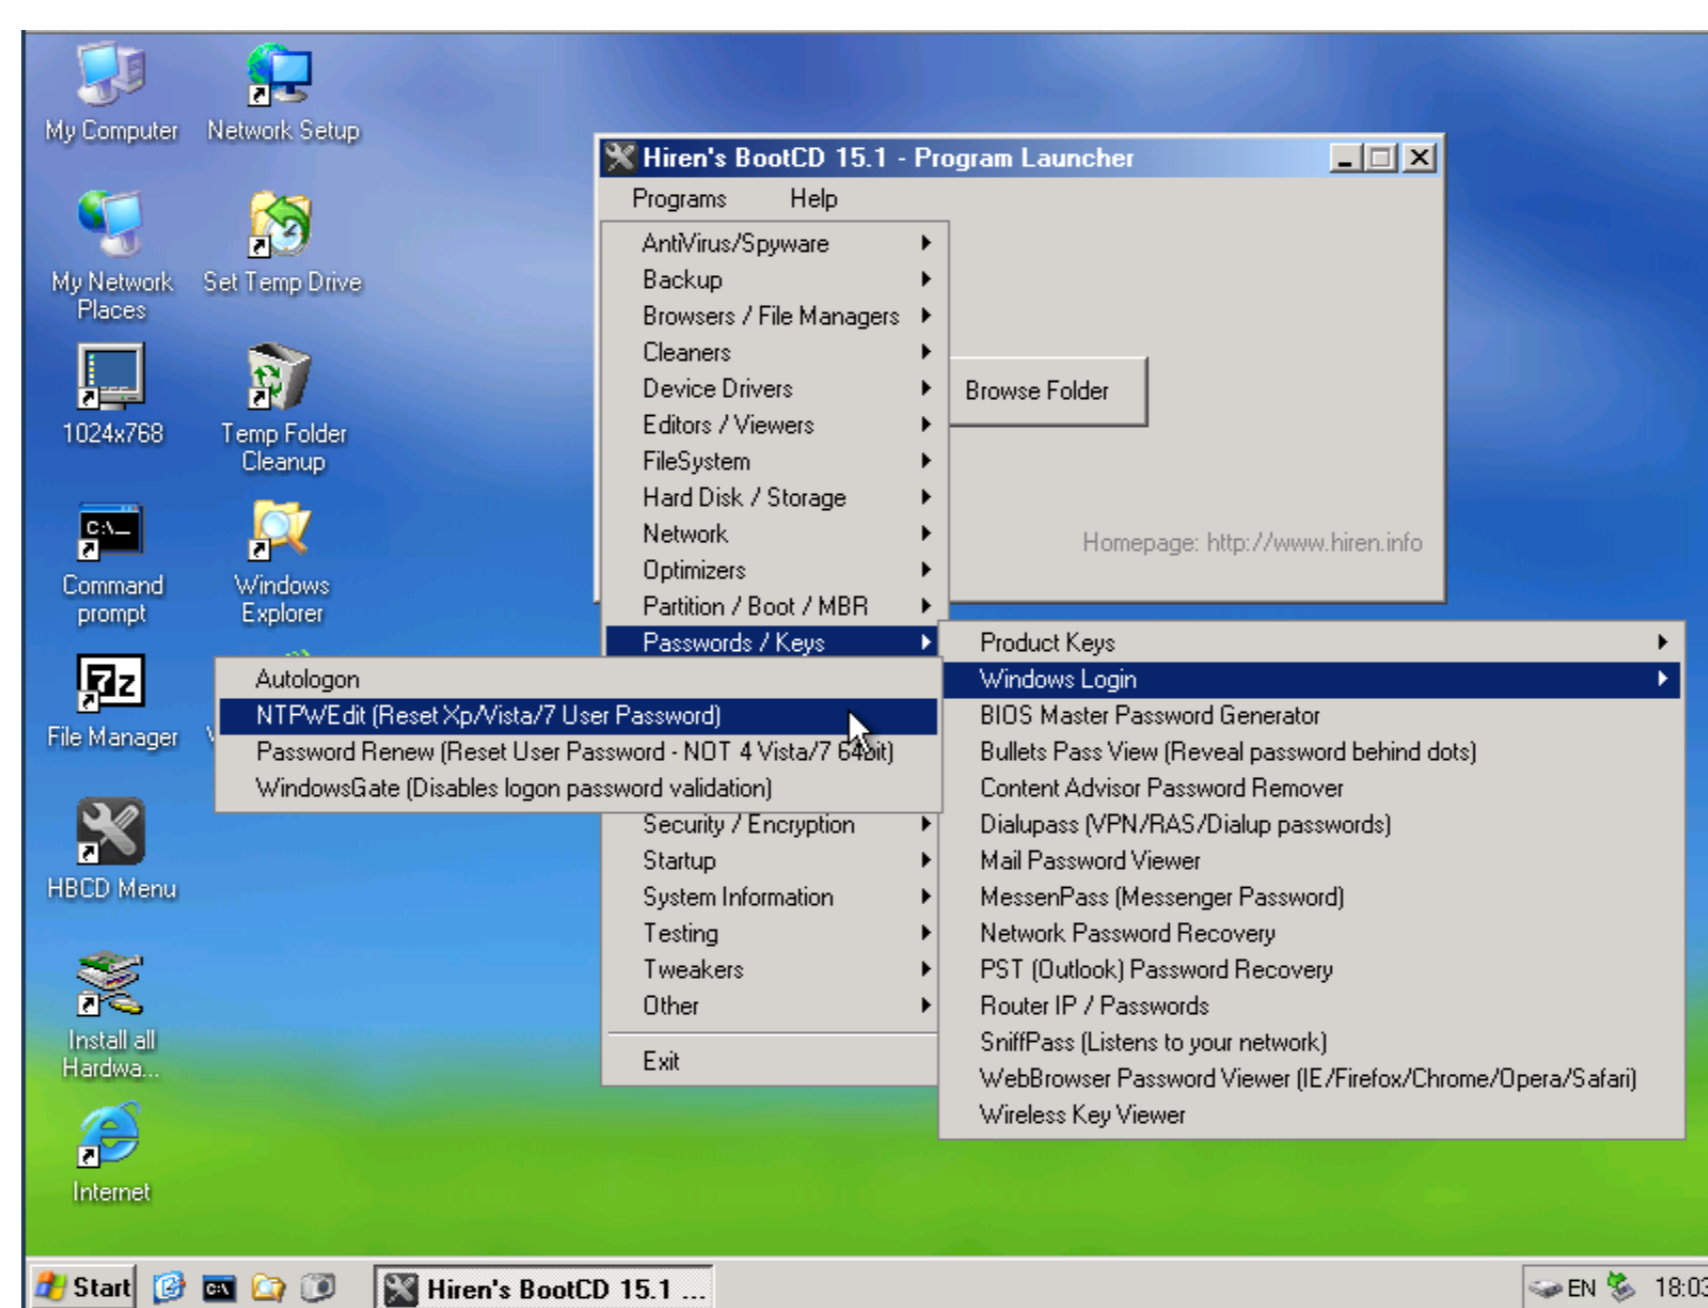 My Computer
Network Setup
My Network
Places
Set Temp Drive
1024x768
Temp Folder
Cleanup
C:\_
Command
prompt
Windows
Explorer
7z
File Manager
HBCD Menu
Install all
Hardwa...
Internet
Hiren's BootCD 15.1 - Program Launcher
Programs Help
AntiVirus/Spyware
Backup
Browsers / File Managers
Cleaners
Device Drivers
Editors / Viewers
FileSystem
Hard Disk / Storage
Network
Optimizers
Partition / Boot / MBR
Passwords / Keys
Security / Encryption
Startup
System Information
Testing
Tweakers
Other
Exit
Browse Folder
Homepage: http://www.hiren.info
Product Keys
Windows Login
BIOS Master Password Generator
Bullets Pass View (Reveal password behind dots)
Content Advisor Password Remover
Dialupass (VPN/RAS/Dialup passwords)
Mail Password Viewer
MessenPass (Messenger Password)
Network Password Recovery
PST (Outlook) Password Recovery
Router IP / Passwords
SniffPass (Listens to your network)
WebBrowser Password Viewer (IE/Firefox/Chrome/Opera/Safari)
Wireless Key Viewer
Autologon
NTPWEdit (Reset Xp/Vista/7 User Password)
Password Renew (Reset User Password - NOT 4 Vista/7 64bit)
WindowsGate (Disables logon password validation)
Start
Hiren's BootCD 15.1 ...
EN
18:03